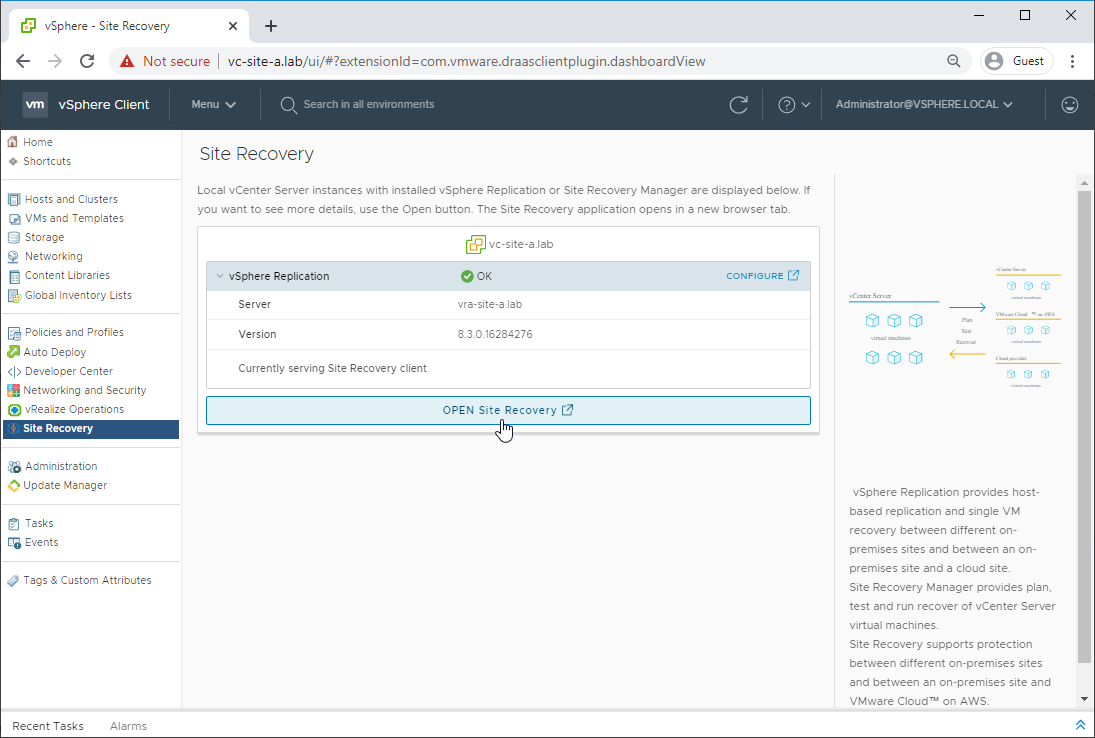 vSphere - Site Recovery
Not secure
vc-site-a.lab/ui/#?extensionId=com.vmware.draasclientplugin.dashboardView
Guest
vm
vSphere Client
Menu
Search in all environments
Administrator@VSPHERE.LOCAL
Home
Shortcuts
Hosts and Clusters
VMs and Templates
Storage
Networking
Content Libraries
Global Inventory Lists
Policies and Profiles
Auto Deploy
Developer Center
Networking and Security
vRealize Operations
Site Recovery
Administration
Update Manager
Tasks
Events
Tags & Custom Attributes
Site Recovery
Local vCenter Server instances with installed vSphere Replication or Site Recovery Manager are displayed below. If
you want to see more details, use the Open button. The Site Recovery application opens in a new browser tab.
vc-site-a.lab
vSphere Replication
OK
CONFIGURE
Server
vra-site-a.lab
Version
8.3.0.16284276
Currently serving Site Recovery client
OPEN Site Recovery
vCenter Server
virtual machines
Plan
Test
Recover
vCenter Server
virtual machines
VMware Cloud ™ on AWS
virtual machines
Cloud provider
virtual machines
vSphere Replication provides host-
based replication and single VM
recovery between different on-
premises sites and between an on-
premises site and a cloud site.
Site Recovery Manager provides plan,
test and run recover of vCenter Server
virtual machines.
Site Recovery supports protection
between different on-premises sites
and between an on-premises site and
VMware Cloud™ on AWS.
Recent Tasks
Alarms